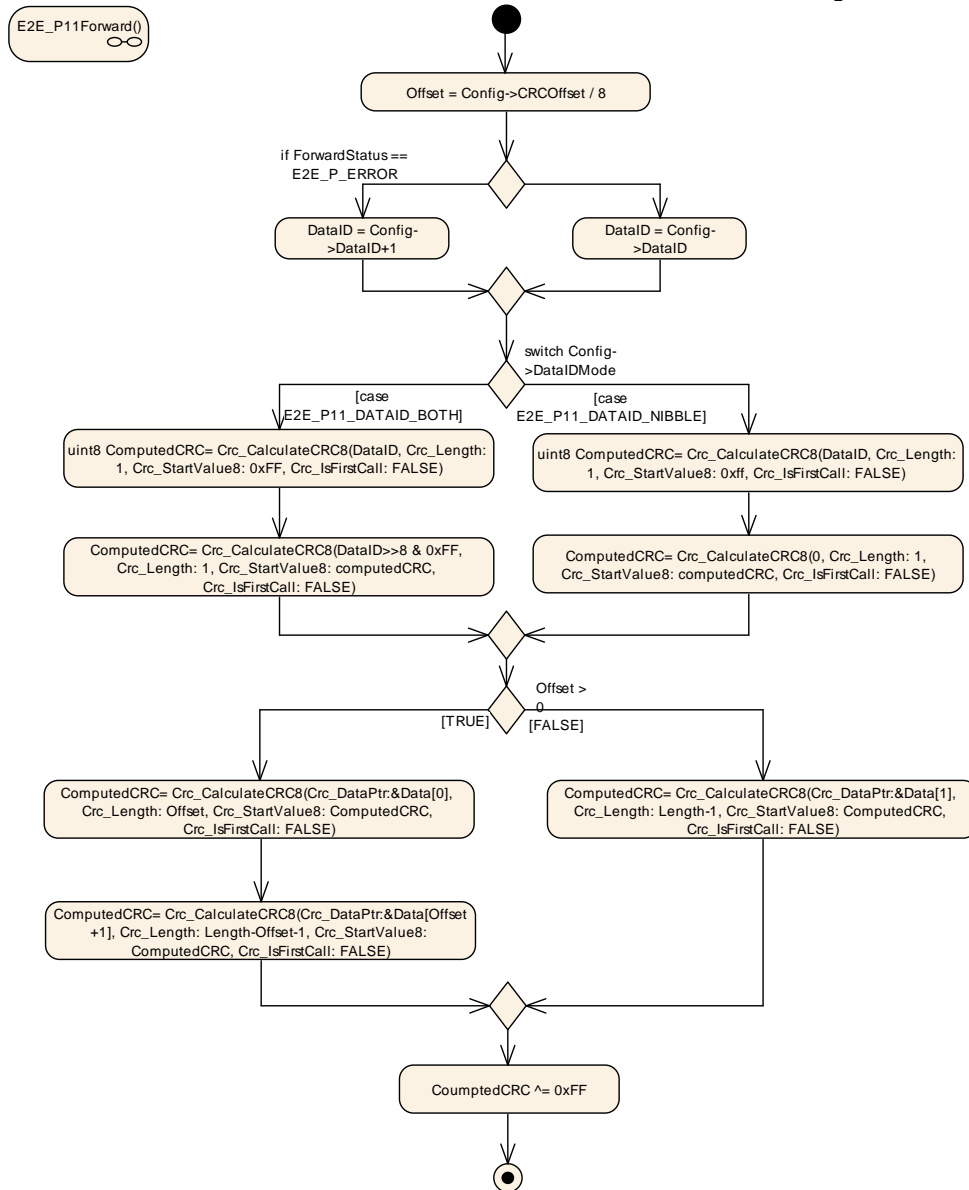 E2E_P11Forward()
Offset = Config->CRCOffset / 8
if ForwardStatus ==
E2E_P_ERROR
DataID = Config-
>DataID+1
DataID = Config-
>DataID
switch Config-
>DataIDMode
[case
E2E_P11_DATAID_BOTH]
[case
E2E_P11_DATAID_NIBBLE]
uint8 ComputedCRC= Crc_CalculateCRC8(DataID, Crc_Length:
1, Crc_StartValue8: 0xFF, Crc_IsFirstCall: FALSE)
uint8 ComputedCRC= Crc_CalculateCRC8(DataID, Crc_Length:
1, Crc_StartValue8: 0xff, Crc_IsFirstCall: FALSE)
ComputedCRC= Crc_CalculateCRC8(DataID>>8 & 0xFF,
Crc_Length: 1, Crc_StartValue8: computedCRC,
Crc_IsFirstCall: FALSE)
ComputedCRC= Crc_CalculateCRC8(0, Crc_Length: 1,
Crc_StartValue8: computedCRC, Crc_IsFirstCall: FALSE)
Offset >
0
[TRUE]
[FALSE]
ComputedCRC= Crc_CalculateCRC8(Crc_DataPtr:&Data[0],
Crc_Length: Offset, Crc_StartValue8: ComputedCRC,
Crc_IsFirstCall: FALSE)
ComputedCRC= Crc_CalculateCRC8(Crc_DataPtr:&Data[1],
Crc_Length: Length-1, Crc_StartValue8: ComputedCRC,
Crc_IsFirstCall: FALSE)
ComputedCRC= Crc_CalculateCRC8(Crc_DataPtr:&Data[Offset
+1], Crc_Length: Length-Offset-1, Crc_StartValue8:
ComputedCRC, Crc_IsFirstCall: FALSE)
CoumptedCRC ^= 0xFF